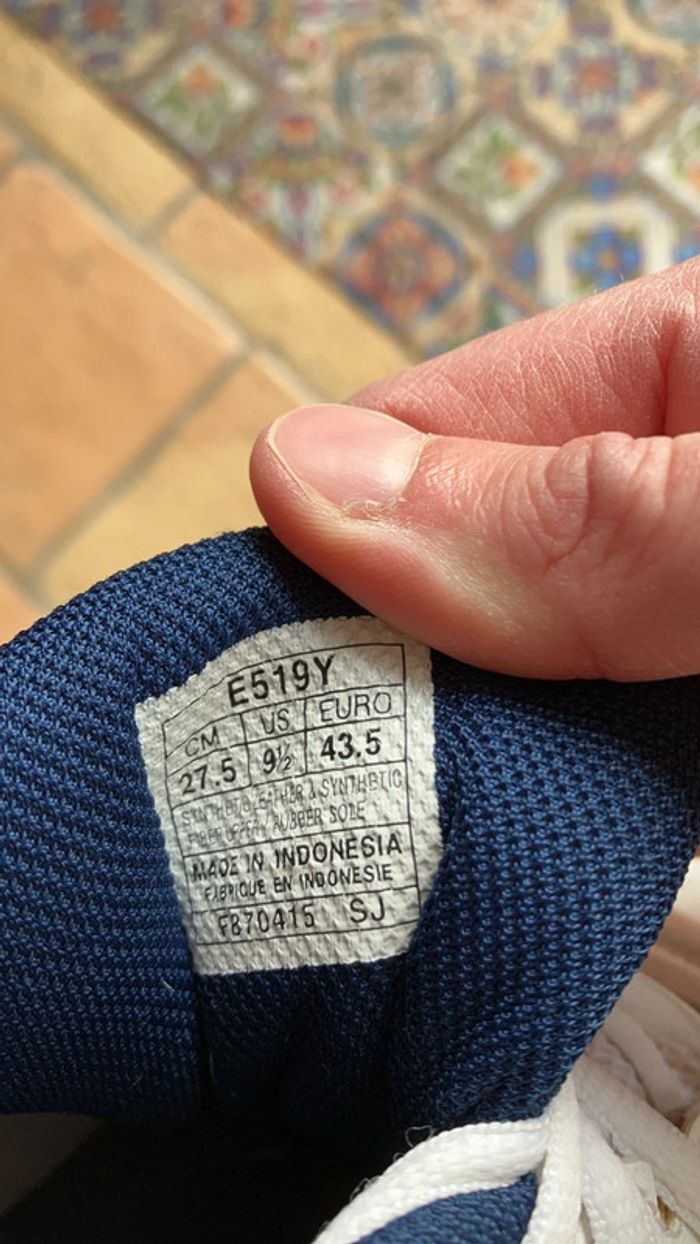 E519Y
CM US EURO
27.5 9½ 43.5
SYNTHETIC LEATHER & SYNTHETIC
FIBER UPPER / RUBBER SOLE
MADE IN INDONESIA
FABRIQUE EN INDONESIE
F870415 SJ